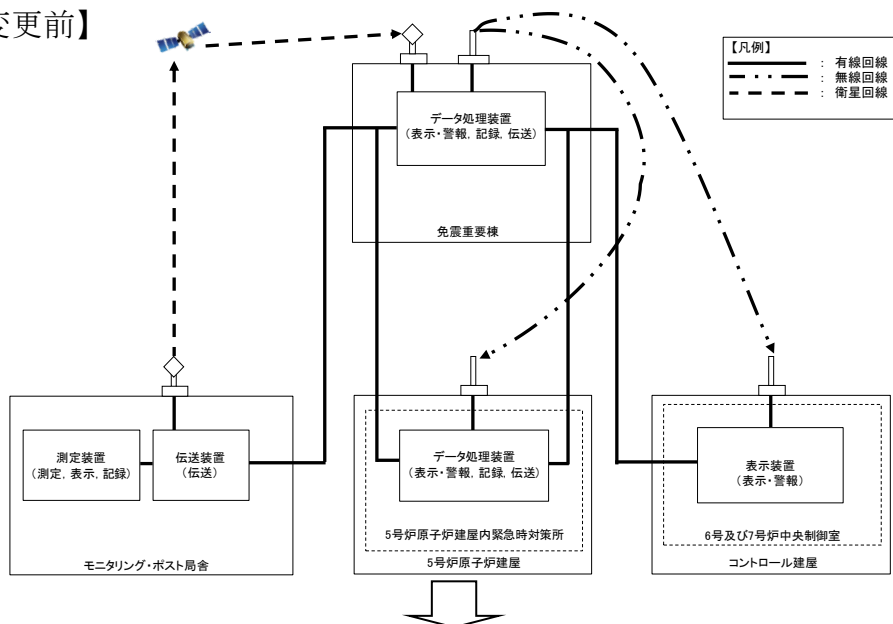 変更前】
【凡例】
: 有線回線
: 無線回線
: 衛星回線
データ処理装置
(表示・警報, 記録, 伝送)
免震重要棟
測定装置
(測定, 表示, 記録)
伝送装置
(伝送)
モニタリング・ポスト局舎
データ処理装置
(表示・警報, 記録, 伝送)
5号炉原子炉建屋内緊急時対策所
5号炉原子炉建屋
表示装置
(表示・警報)
6号及び7号炉中央制御室
コントロール建屋